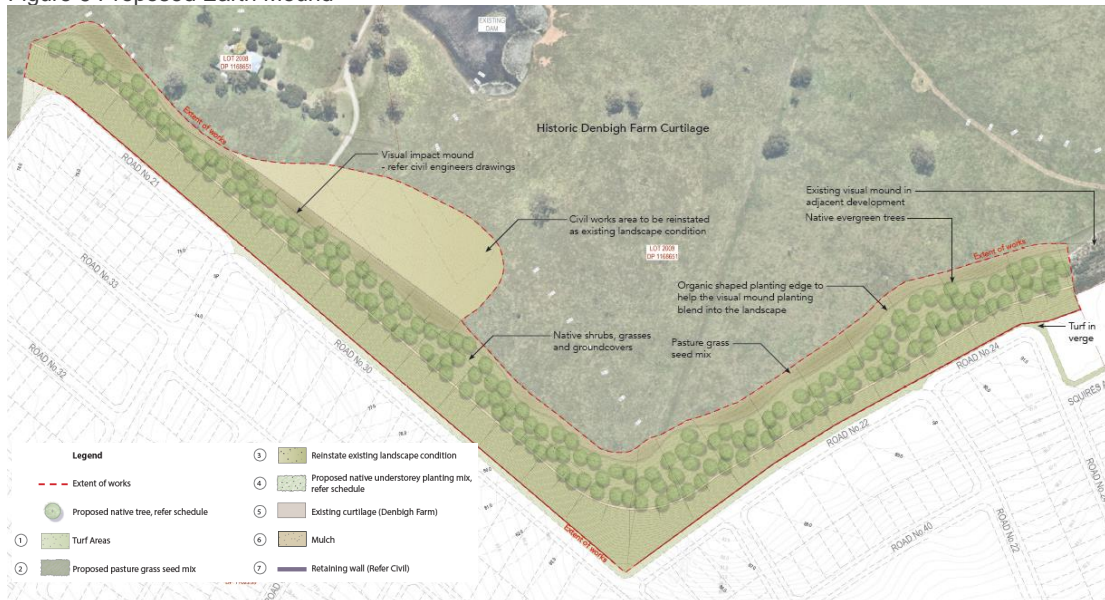 Figure 3 Proposed Earth Mound
EXISTING
DAM
LOT 2008
DP 1168651
Extent of works
Historic Denbigh Farm Curtilage
Visual impact mound
- refer civil engineers drawings
Existing visual mound in
adjacent development
Native evergreen trees
Civil works area to be reinstated
as existing landscape condition
ROAD No.21
LOT 2009
DP 1168651
Extent of works
Organic shaped planting edge to
help the visual mound planting
blend into the landscape
ROAD No.33
Native shrubs, grasses
and groundcovers
Pasture grass
seed mix
Turf in
verge
ROAD No.32
ROAD No.30
ROAD No.24
SQUIRES
ROAD No.22
Legend
Extent of works
Proposed native tree, refer schedule
1 Turf Areas
2 Proposed pasture grass seed mix
3 Reinstate existing landscape condition
4 Proposed native understorey planting mix,
refer schedule
5 Existing curtilage (Denbigh Farm)
6 Mulch
7 Retaining wall (Refer Civil)
Extent of works
ROAD No.40
ROAD No.22